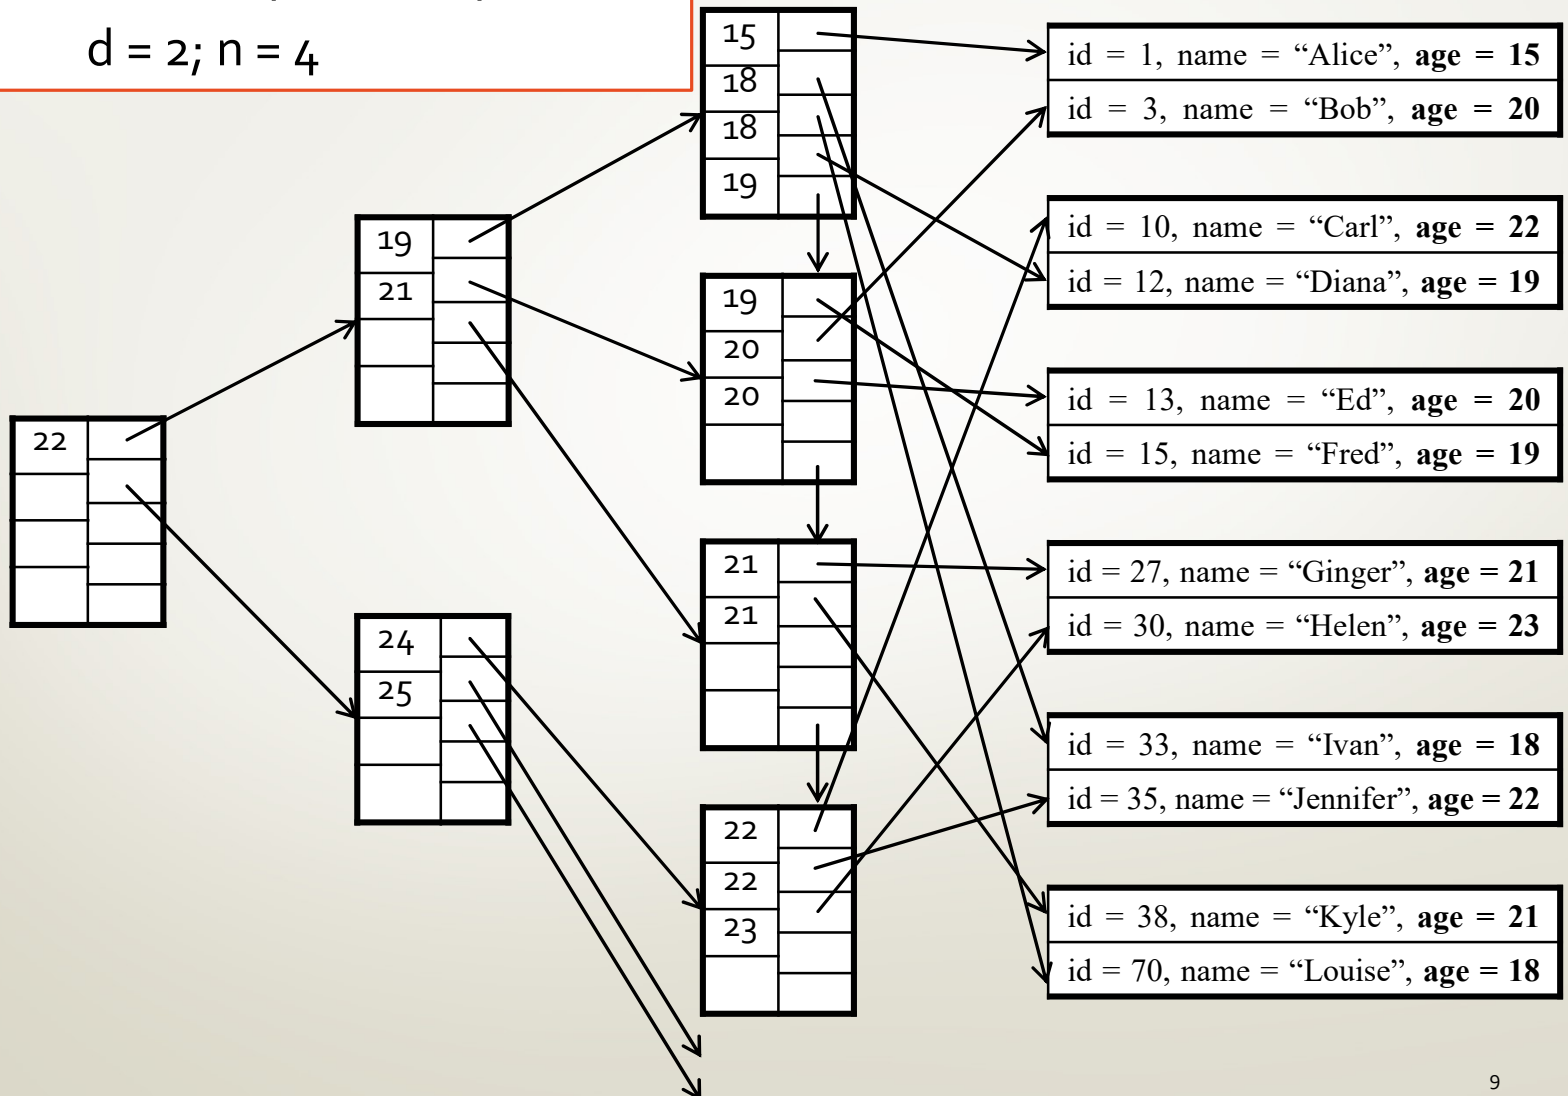 d = 2; n = 4
22
19
21
24
25
15
18
18
19
19
20
20
21
21
22
22
23
id = 1, name = “Alice”, age = 15
id = 3, name = “Bob”, age = 20
id = 10, name = “Carl”, age = 22
id = 12, name = “Diana”, age = 19
id = 13, name = “Ed”, age = 20
id = 15, name = “Fred”, age = 19
id = 27, name = “Ginger”, age = 21
id = 30, name = “Helen”, age = 23
id = 33, name = “Ivan”, age = 18
id = 35, name = “Jennifer”, age = 22
id = 38, name = “Kyle”, age = 21
id = 70, name = “Louise”, age = 18
9